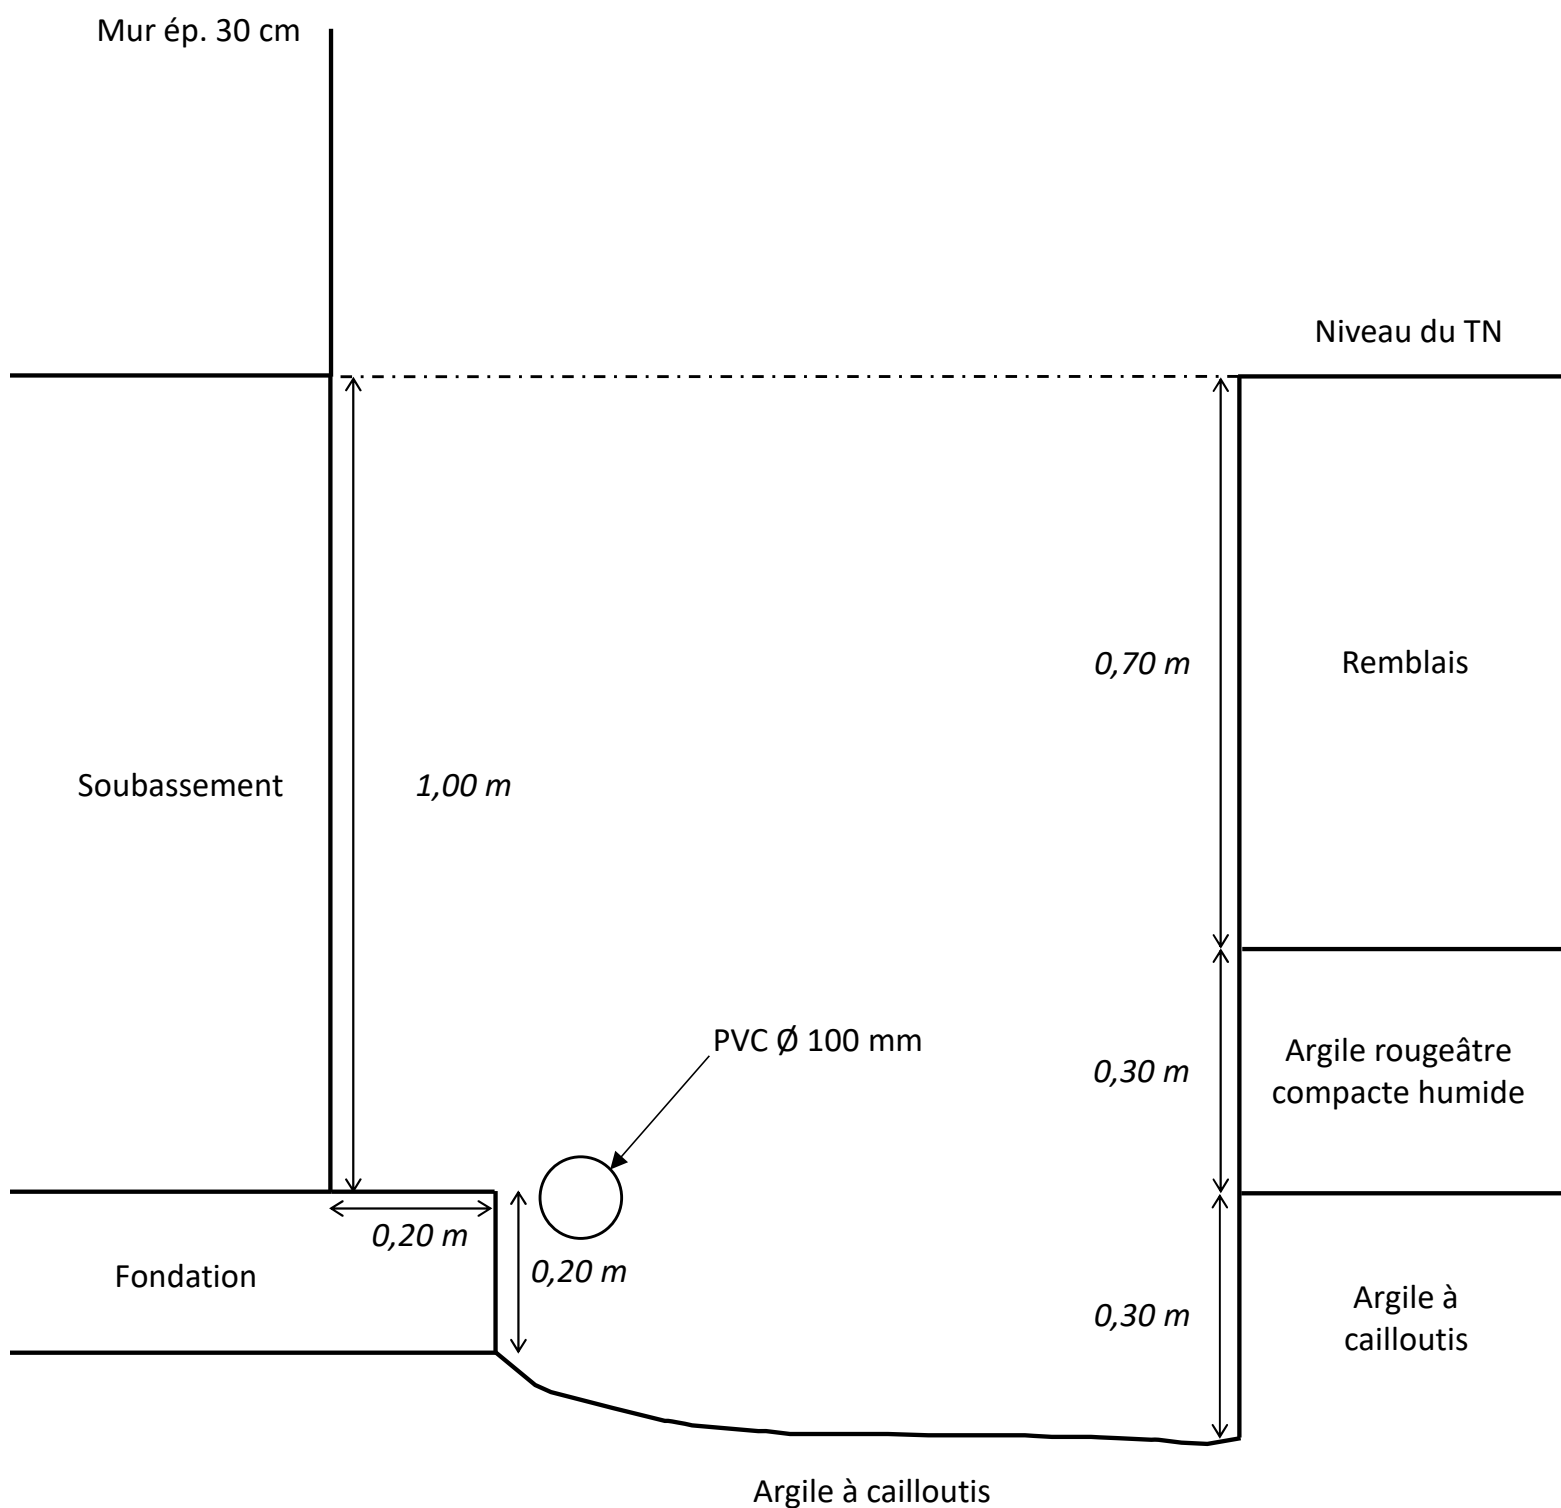 Mur ép. 30 cm
Niveau du TN
0,70 m
Remblais
Soubassement
1,00 m
PVC Ø 100 mm
0,30 m
Argile rougeâtre
compacte humide
0,20 m
Fondation
0,20 m
0,30 m
Argile à
cailloutis
Argile à cailloutis